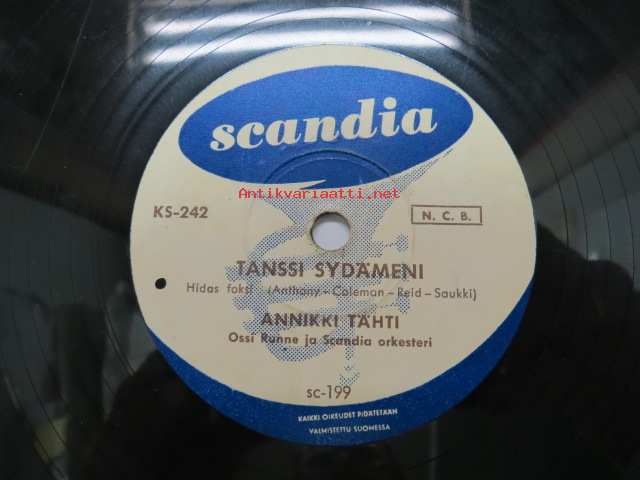 scandia
Antikvariaatti.net
KS-242
N. C. B.
TANSSI SYDÄMENI
Hidas foks (Anthony – Coleman – Reid – Saukki)
ANNIKKI TÄHTI
Ossi Runne ja Scandia orkesteri
sc-199
KAIKKI OIKEUDET PIDÄTETÄÄN
VALMISTETTU SUOMESSA